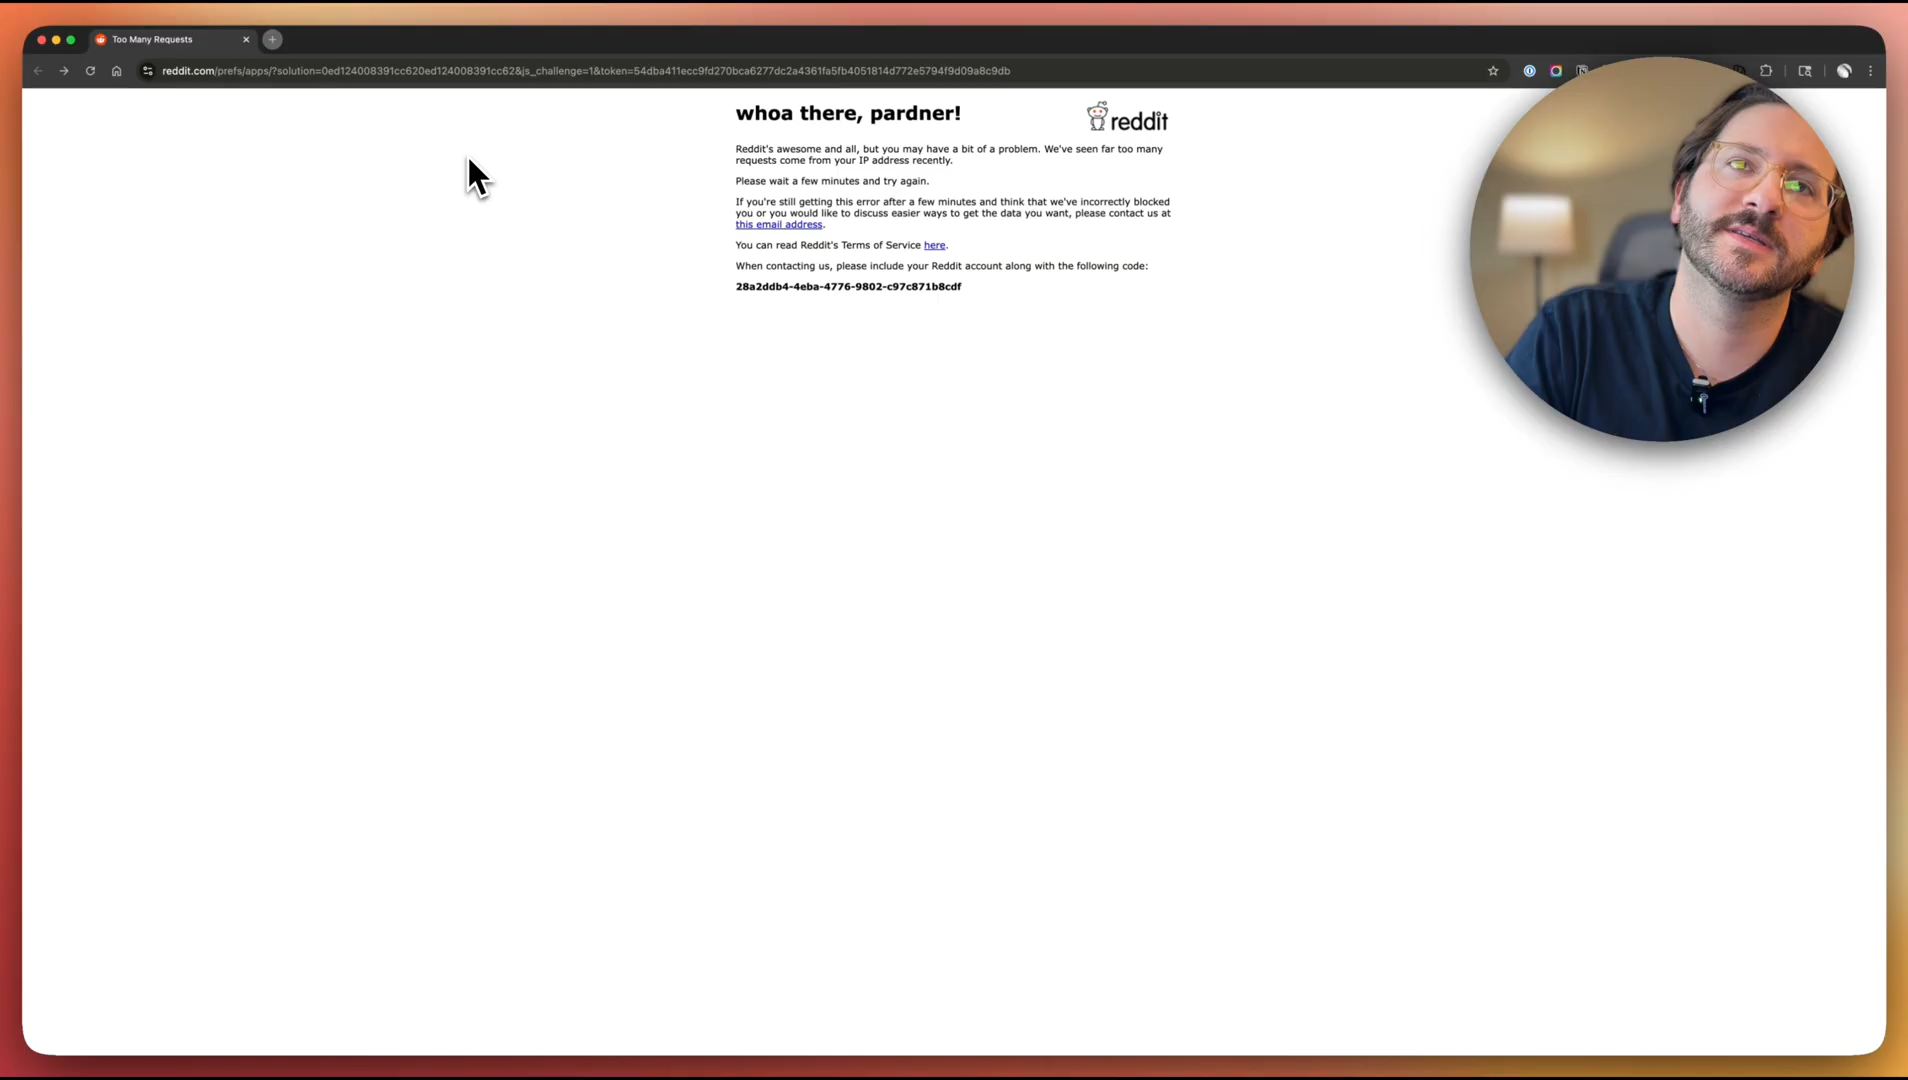 Too Many Requests
reddit.com/prefs/apps/?solution=0ed124008391cc620ed124008391cc62&js_challenge=1&token=54dba411ecc9fd270bca6277dc2a4361fa5fb4051814d772e5794f9d09a8c9db
whoa there, pardner!
reddit
Reddit's awesome and all, but you may have a bit of a problem. We've seen far too many
requests come from your IP address recently.
Please wait a few minutes and try again.
If you're still getting this error after a few minutes and think that we've incorrectly blocked
you or you would like to discuss easier ways to get the data you want, please contact us at
this email address.
You can read Reddit's Terms of Service here.
When contacting us, please include your Reddit account along with the following code:
28a2ddb4-4eba-4776-9802-c97c871b8cdf